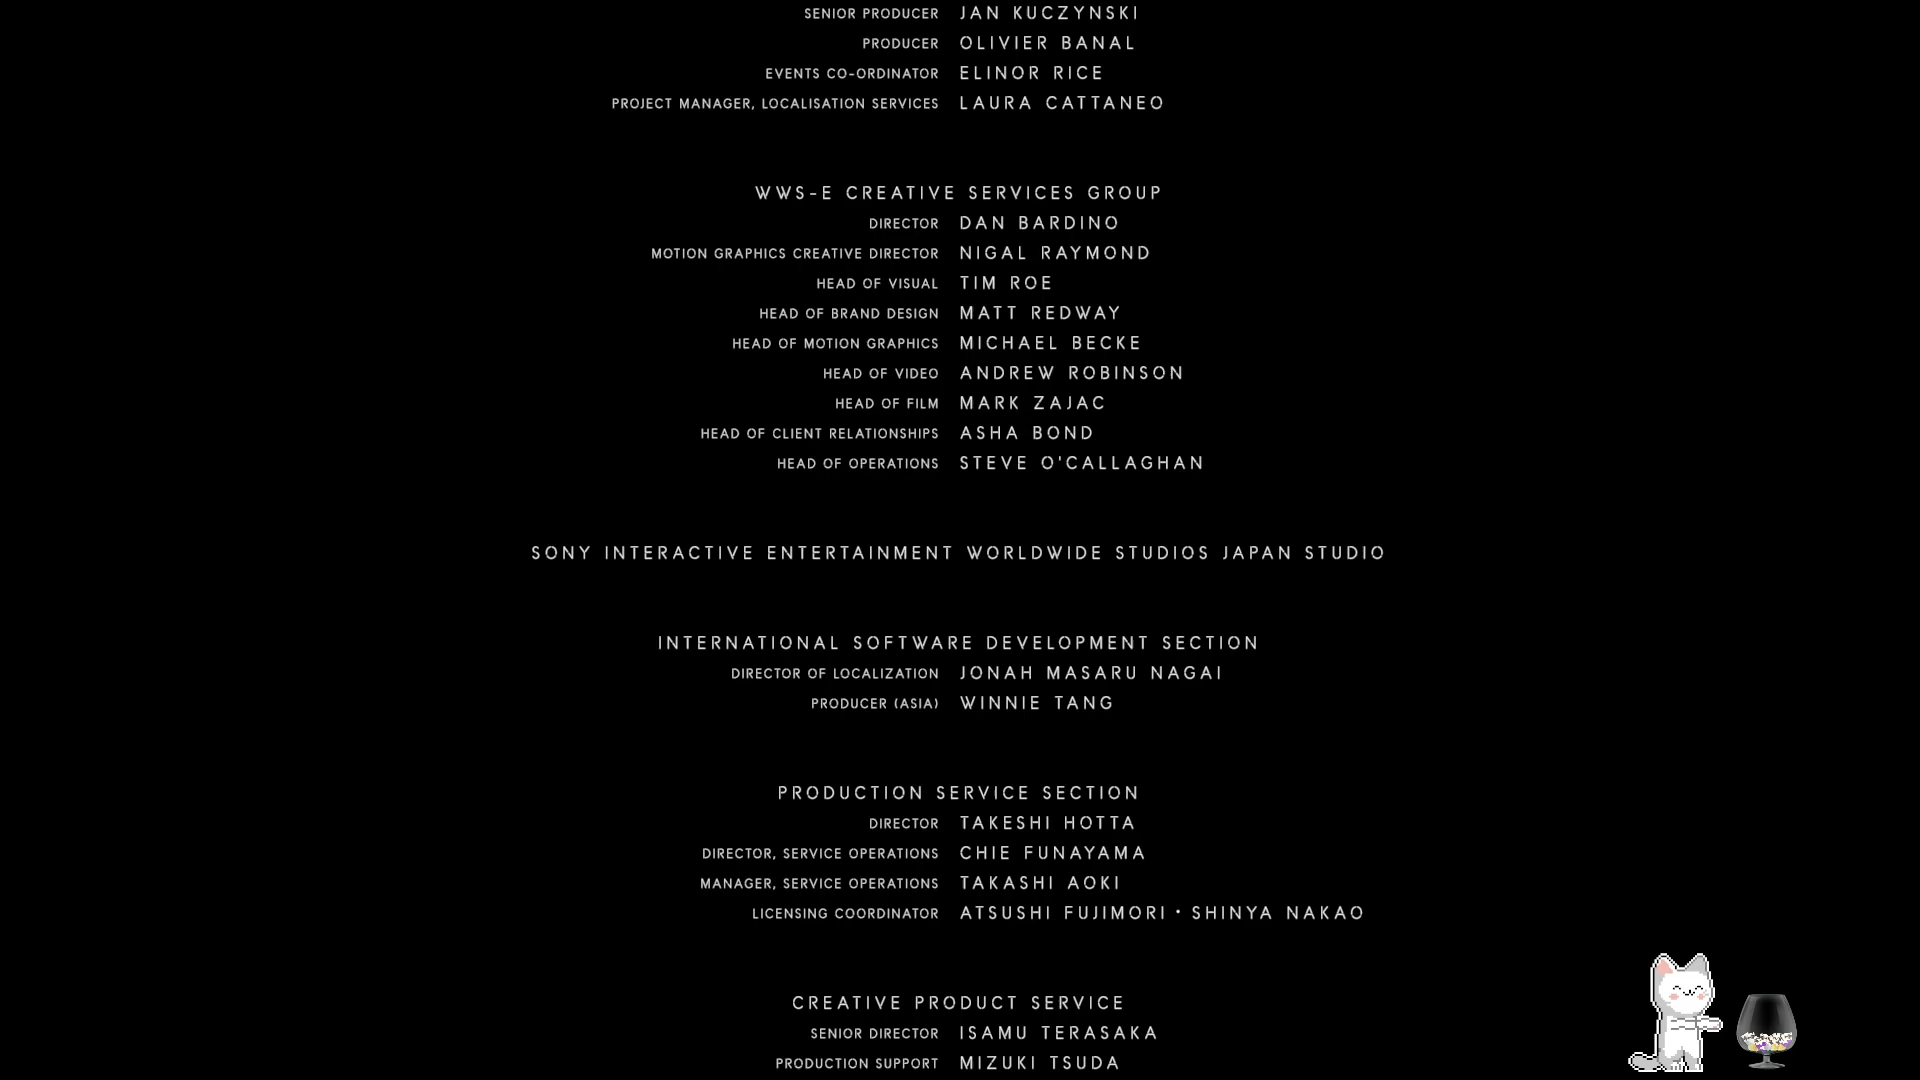 SENIOR PRODUCER JAN KUCZYNSKI
PRODUCER OLIVIER BANAL
EVENTS CO-ORDINATOR ELINOR RICE
PROJECT MANAGER, LOCALISATION SERVICES LAURA CATTANEO
WWS-E CREATIVE SERVICES GROUP
DIRECTOR DAN BARDINO
MOTION GRAPHICS CREATIVE DIRECTOR NIGAL RAYMOND
HEAD OF VISUAL TIM ROE
HEAD OF BRAND DESIGN MATT REDWAY
HEAD OF MOTION GRAPHICS MICHAEL BECKE
HEAD OF VIDEO ANDREW ROBINSON
HEAD OF FILM MARK ZAJAC
HEAD OF CLIENT RELATIONSHIPS ASHA BOND
HEAD OF OPERATIONS STEVE O'CALLAGHAN
SONY INTERACTIVE ENTERTAINMENT WORLDWIDE STUDIOS JAPAN STUDIO
INTERNATIONAL SOFTWARE DEVELOPMENT SECTION
DIRECTOR OF LOCALIZATION JONAH MASARU NAGAI
PRODUCER (ASIA) WINNIE TANG
PRODUCTION SERVICE SECTION
DIRECTOR TAKESHI HOTTA
DIRECTOR, SERVICE OPERATIONS CHIE FUNAYAMA
MANAGER, SERVICE OPERATIONS TAKASHI AOKI
LICENSING COORDINATOR ATSUSHI FUJIMORI・SHINYA NAKAO
CREATIVE PRODUCT SERVICE
SENIOR DIRECTOR ISAMU TERASAKA
PRODUCTION SUPPORT MIZUKI TSUDA